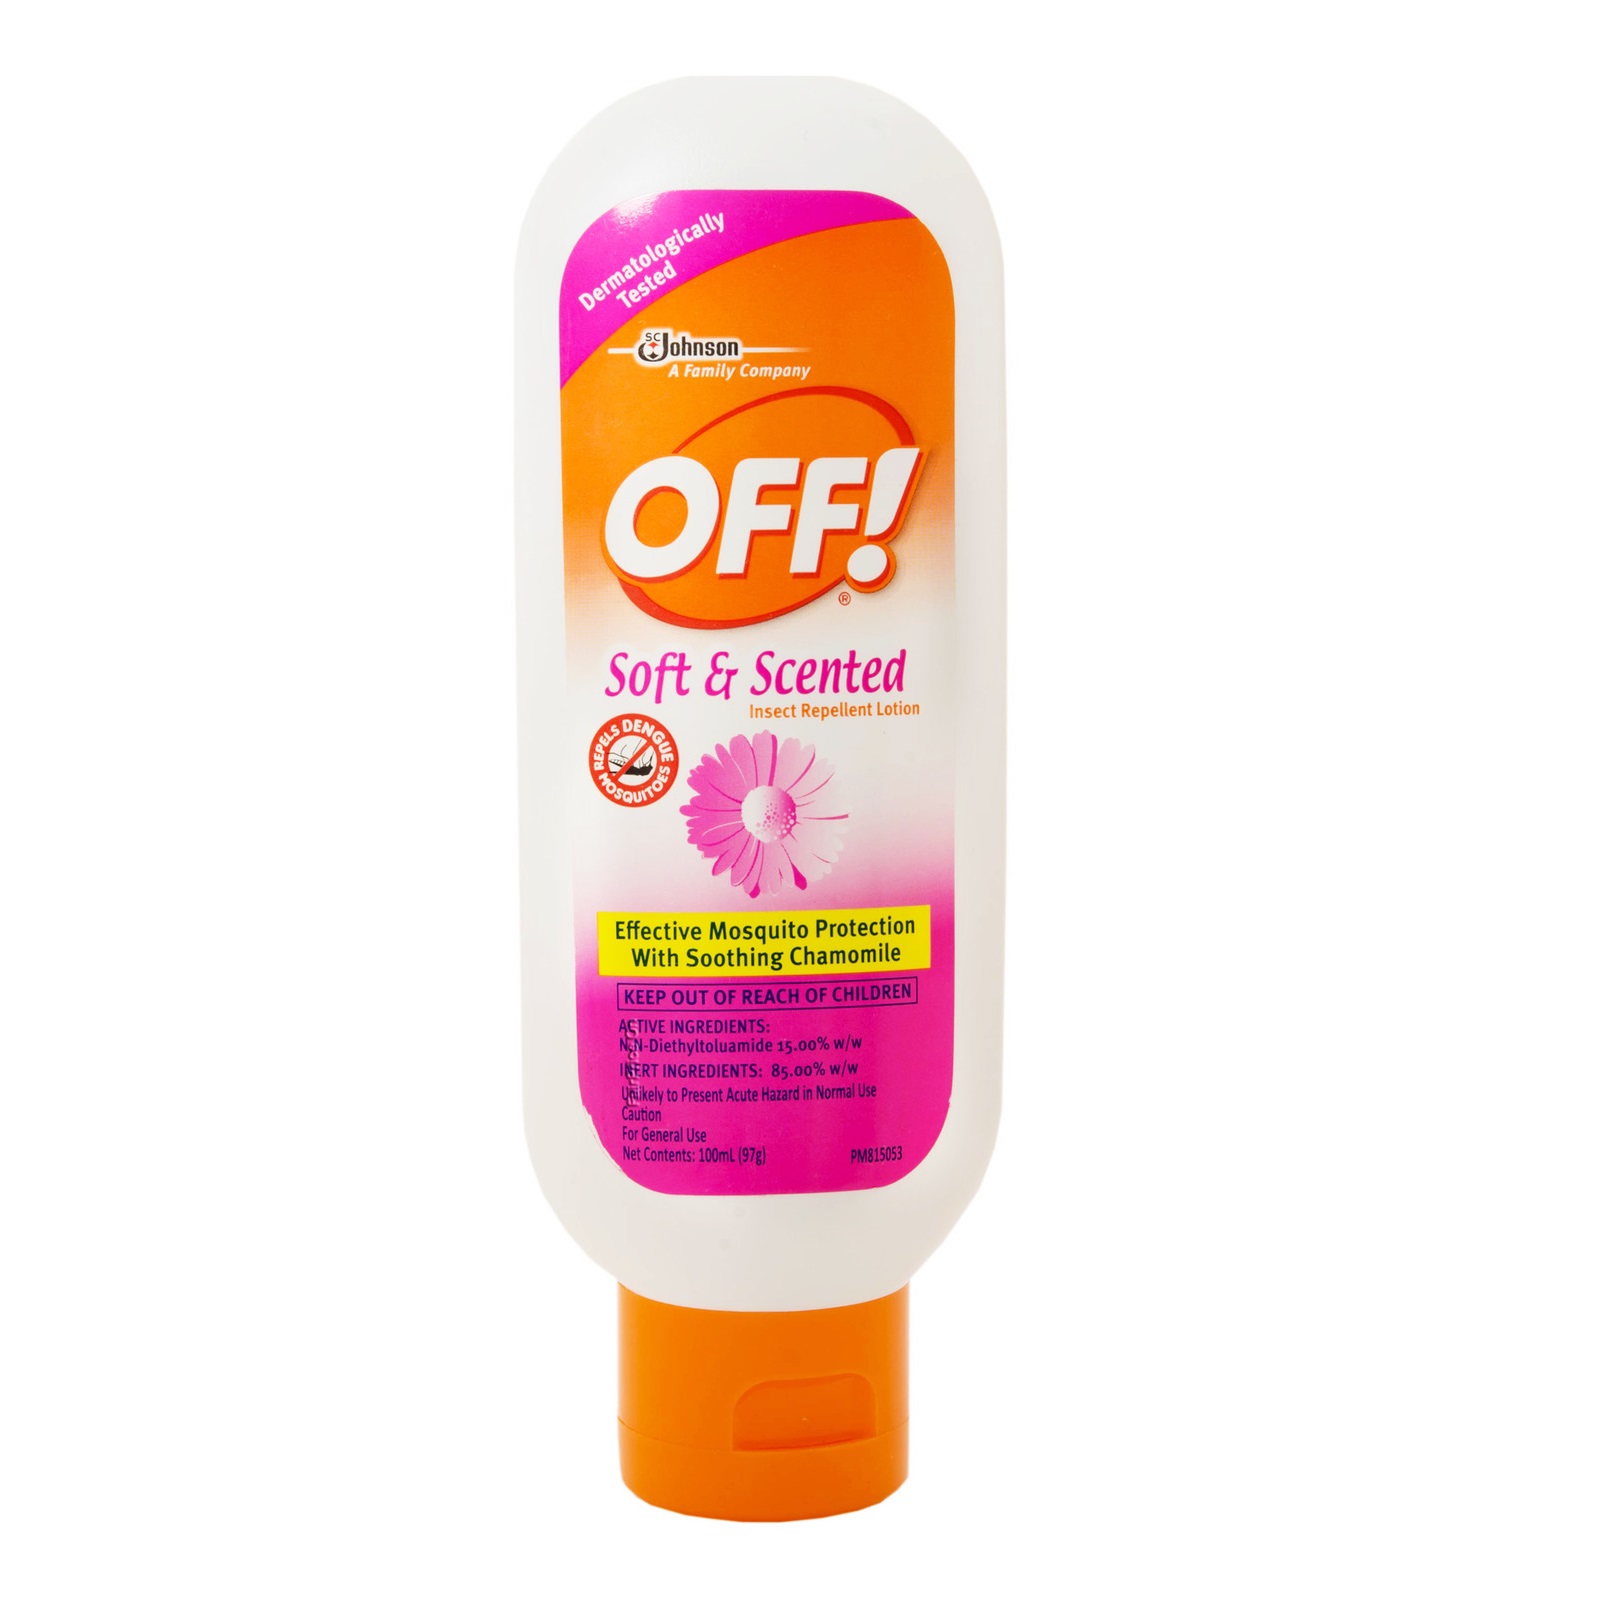 Dermatologically
Tested
SC Johnson
A Family Company
OFF!
®
Soft & Scented
Insect Repellent Lotion
REPELS DENGUE
MOSQUITOES
Effective Mosquito Protection
With Soothing Chamomile
KEEP OUT OF REACH OF CHILDREN
ACTIVE INGREDIENTS:
N,N-Diethyltoluamide 15.00% w/w
INERT INGREDIENTS: 85.00% w/w
Unlikely to Present Acute Hazard in Normal Use
Caution
For General Use
Net Contents: 100mL (97g) PM815053